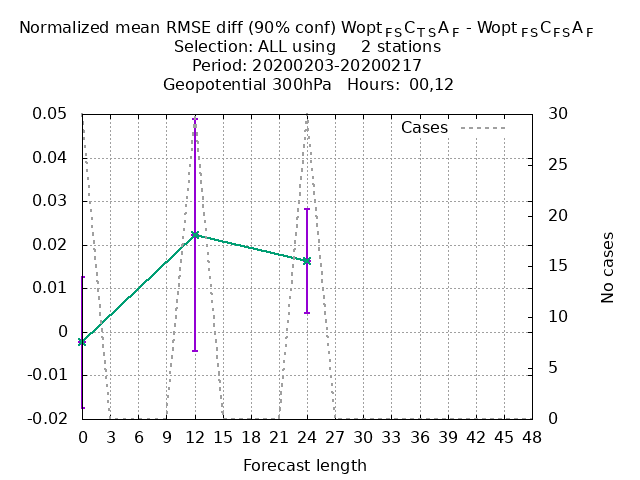 Normalized mean RMSE diff (90% conf) Wopt FS C T S A F - Wopt FS C F S A F
Selection: ALL using 2 stations
Period: 20200203-20200217
Geopotential 300hPa Hours: 00,12
Cases
0.05
0.04
0.03
0.02
0.01
0
-0.01
-0.02
30
25
20
15
10
5
0
No cases
0 3 6 9 12 15 18 21 24 27 30 33 36 39 42 45 48
Forecast length